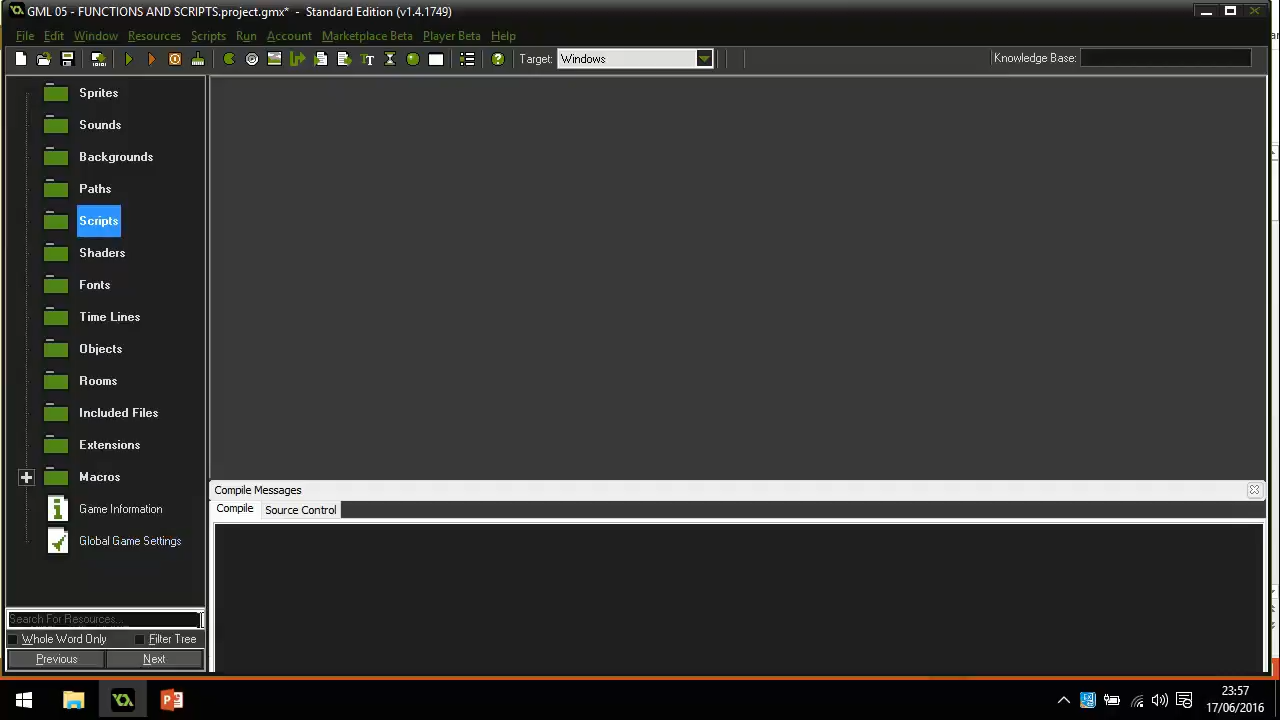 GML 05 - FUNCTIONS AND SCRIPTS.project.gmx* - Standard Edition (v1.4.1749)
File Edit Window Resources Scripts Run Account Marketplace Beta Player Beta Help
Target: Windows Knowledge Base:
Sprites
Sounds
Backgrounds
Paths
Scripts
Shaders
Fonts
Time Lines
Objects
Rooms
Included Files
Extensions
Macros
Game Information
Global Game Settings
Search For Resources...
Whole Word Only Filter Tree
Previous Next
Compile Messages
Compile Source Control
23:57
17/06/2016